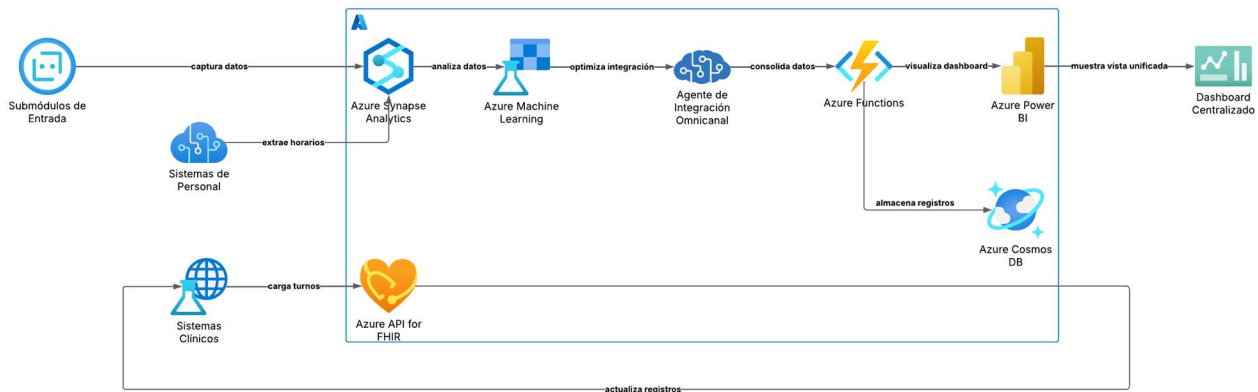 captura datos
analiza datos
optimiza integración
consolida datos
visualiza dashboard
muestra vista unificada
Submódulos de
Entrada
Azure Synapse
Analytics
Azure Machine
Learning
Agente de
Integración
Omnicanal
Azure Functions
Azure Power
BI
Dashboard
Centralizado
extrae horarios
Sistemas de
Personal
almacena registros
Azure Cosmos
DB
carga turnos
Sistemas
Clínicos
Azure API for
FHIR
actualiza registros